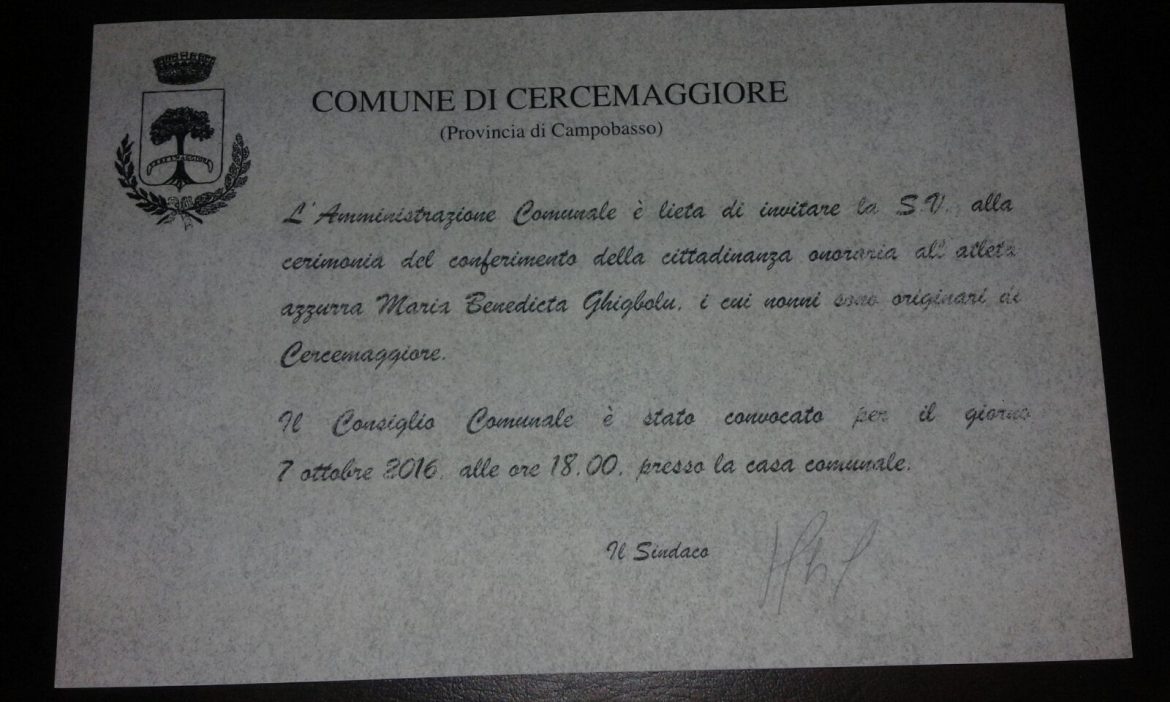 COMUNE DI CERCEMAGGIORE
(Provincia di Campobasso)
L'Amministrazione Comunale è lieta di invitare la S.V. alla
cerimonia del conferimento della cittadinanza onoraria all'atleta
azzurra Maria Benedicta Ghigbolu, i cui nonni sono originari di
Cercemaggiore.
Il Consiglio Comunale è stato convocato per il giorno
7 ottobre 2016, alle ore 18,00, presso la casa comunale.
Il Sindaco